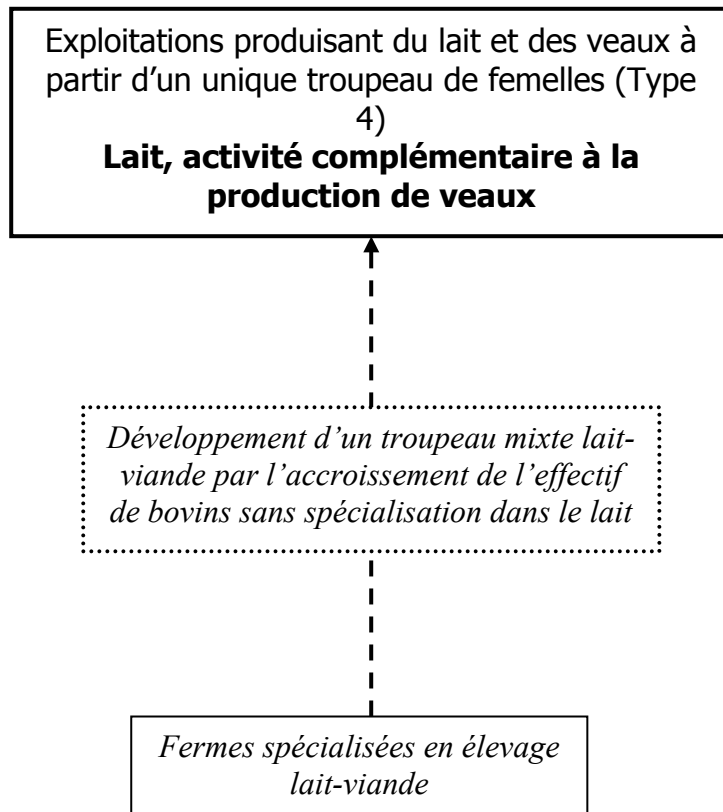 Exploitations produisant du lait et des veaux à
partir d’un unique troupeau de femelles (Type
4)
Lait, activité complémentaire à la
production de veaux
Développement d’un troupeau mixte lait-
viande par l’accroissement de l’effectif
de bovins sans spécialisation dans le lait
Fermes spécialisées en élevage
lait-viande